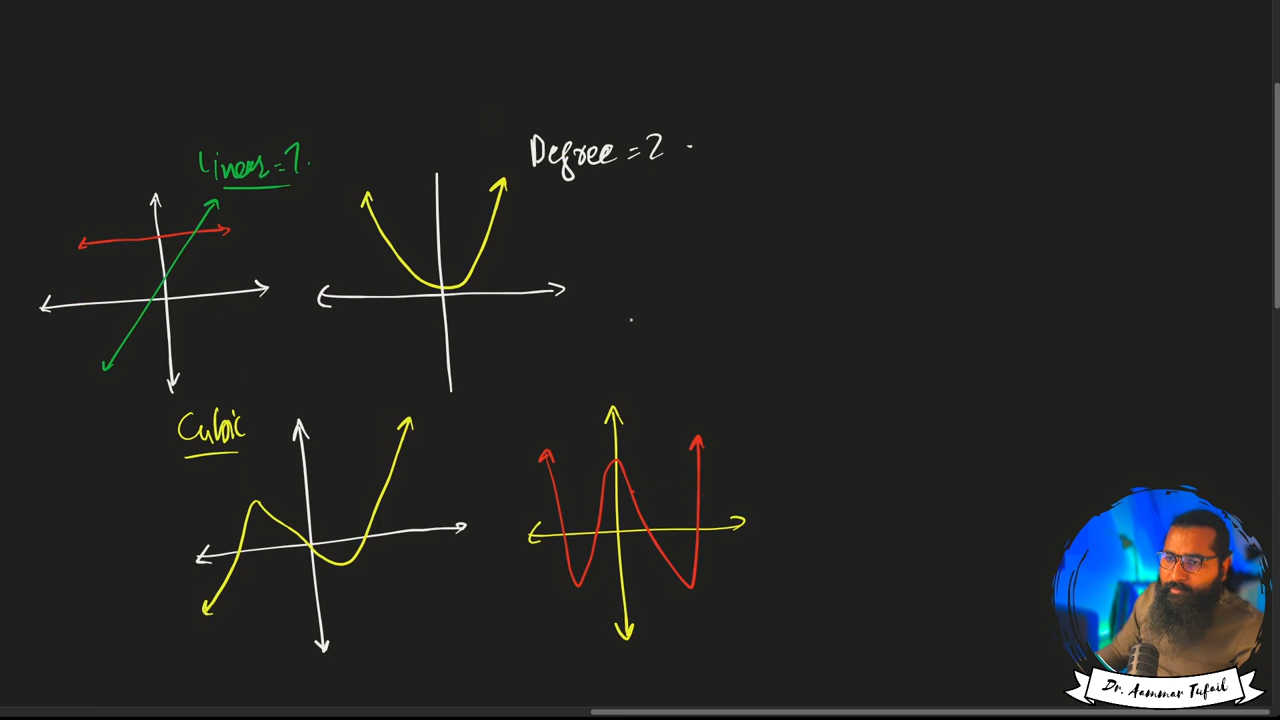 Linear = 1.
Degree = 2
Cubic
Dr. Aammar Tufail